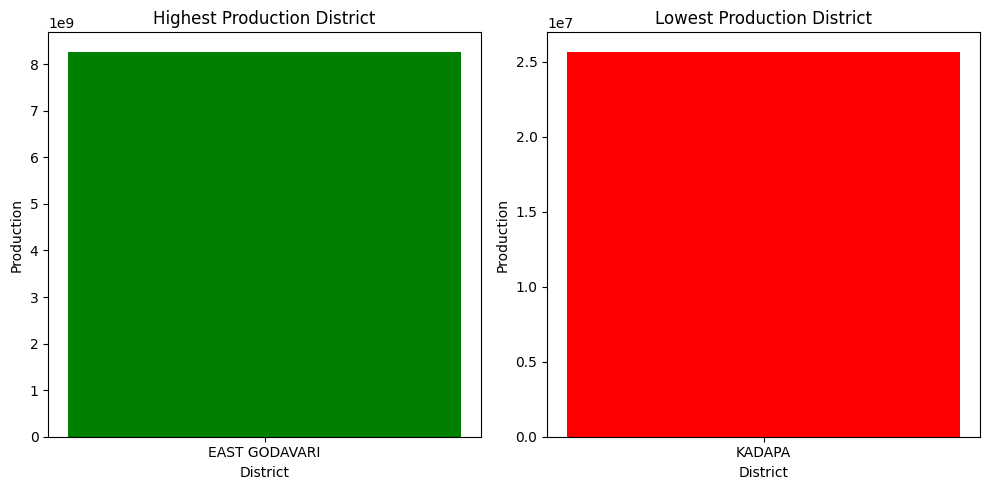 Highest Production District
1e9
8
7
6
5
4
3
2
1
0
Production
EAST GODAVARI
District
Lowest Production District
1e7
2.5
2.0
1.5
1.0
0.5
0.0
Production
KADAPA
District